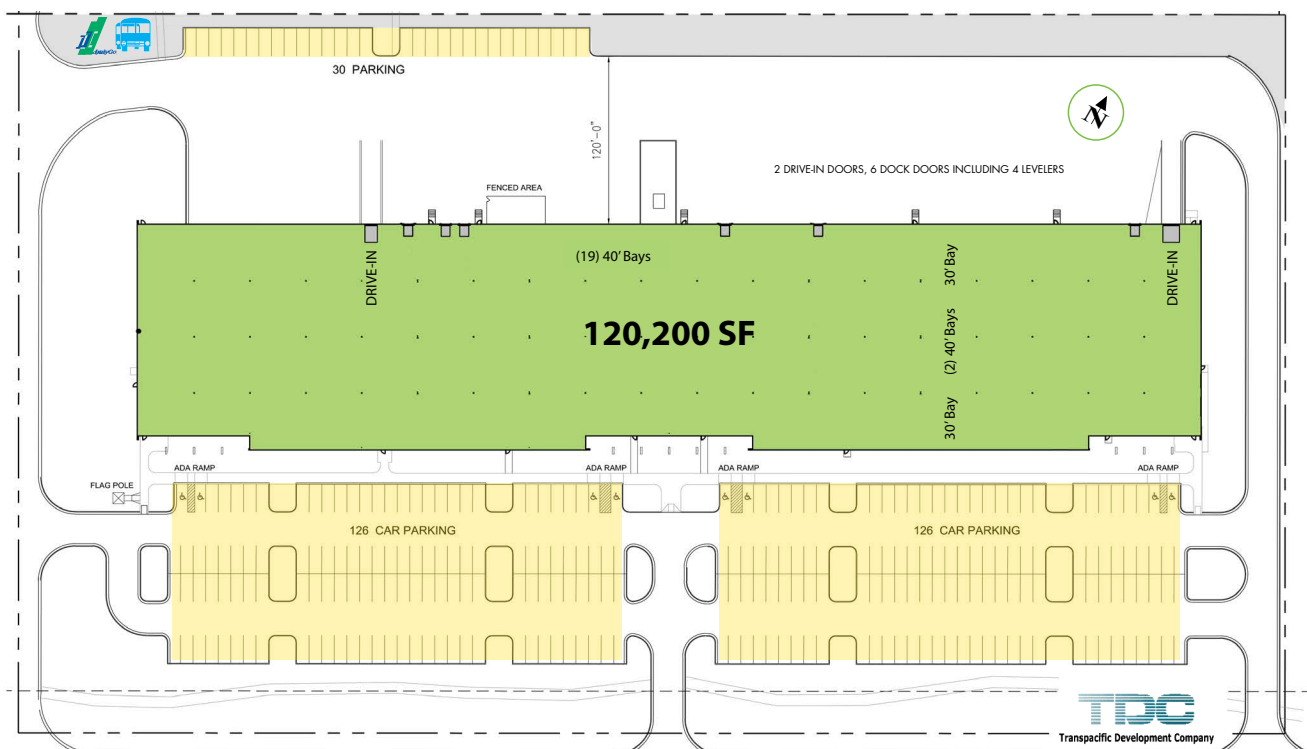 IndyGo
30 PARKING
N
120'-0"
2 DRIVE-IN DOORS, 6 DOCK DOORS INCLUDING 4 LEVELERS
FENCED AREA
DRIVE-IN
(19) 40' Bays
30' Bay
DRIVE-IN
120,200 SF
(2) 40' Bays
30' Bay
ADA RAMP
ADA RAMP
ADA RAMP
ADA RAMP
FLAG POLE
126 CAR PARKING
126 CAR PARKING
TDC
Transpacific Development Company